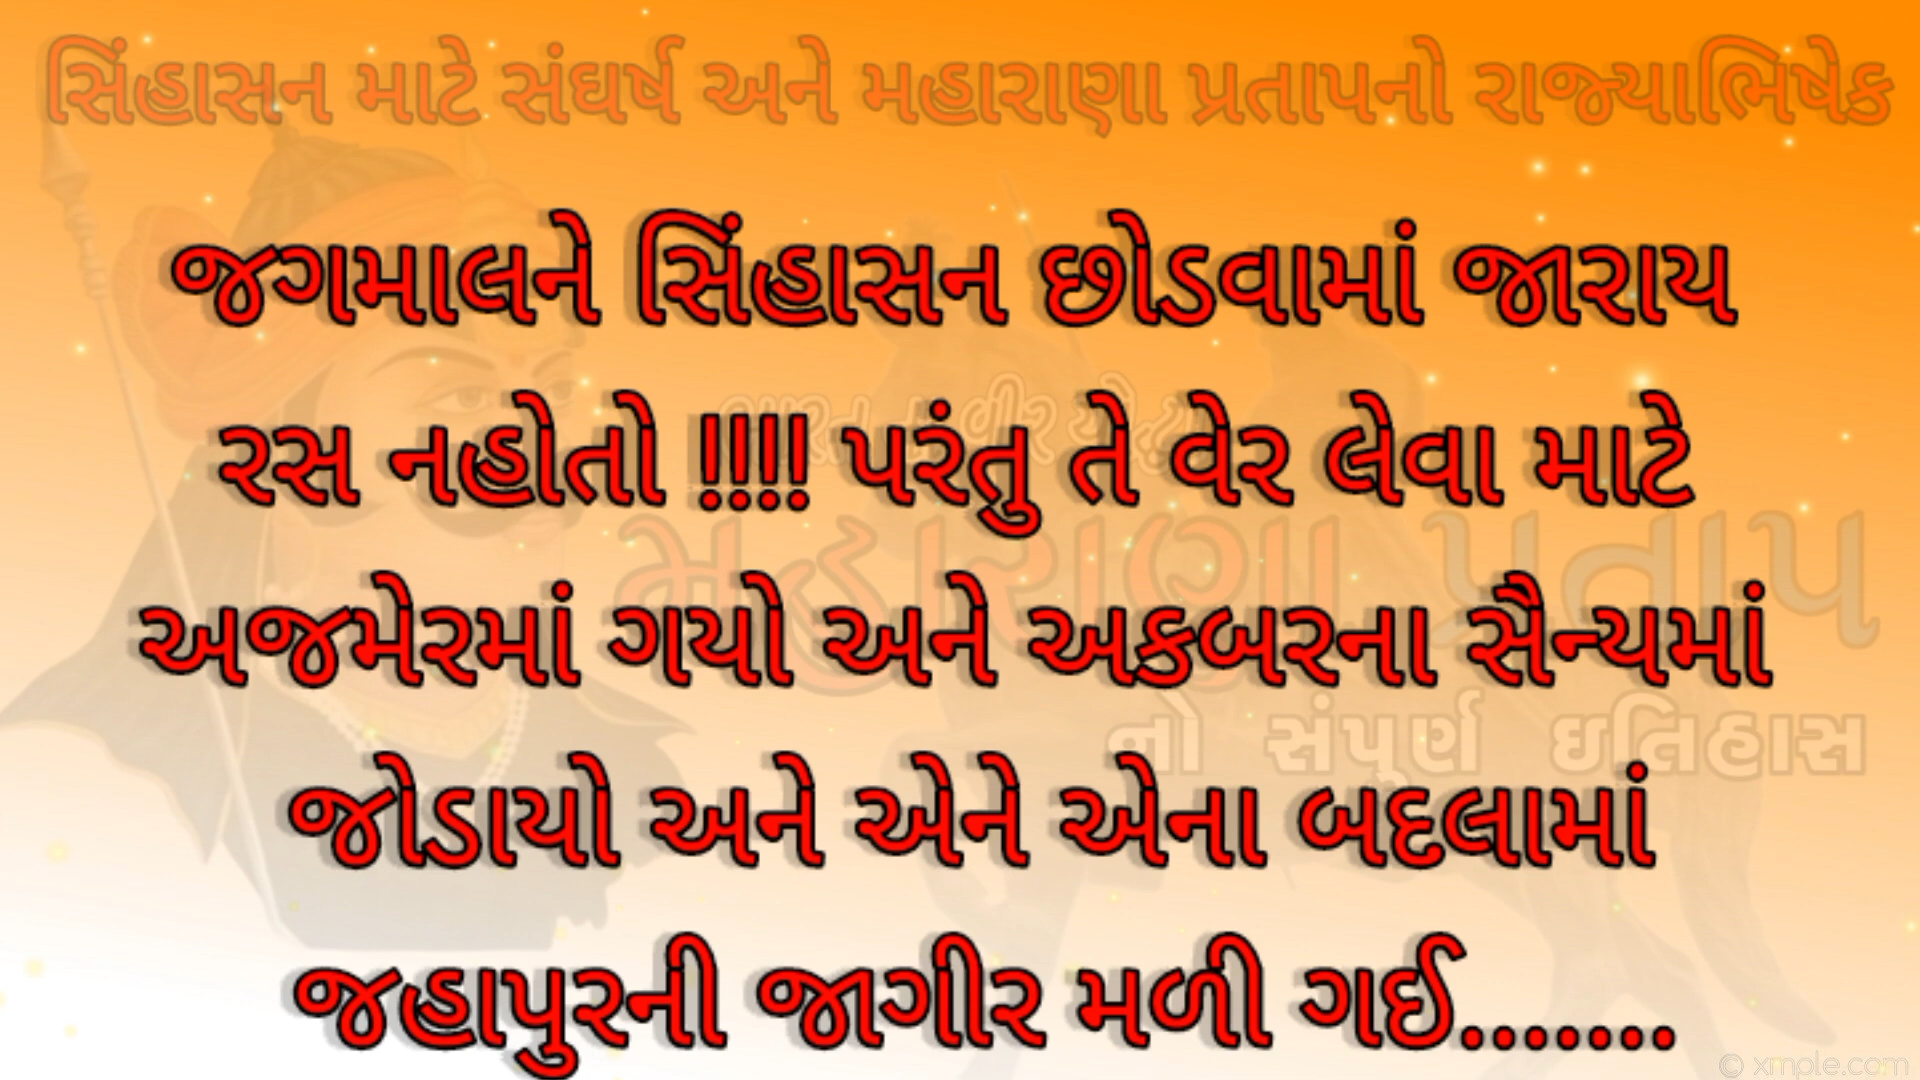 સિંહાસન માટે સંઘર્ષ અને મહારાણા પ્રતાપનો રાજ્યાભિષેક
જગમાલને સિંહાસન છોડવામાં જારાય
રસ નહોતો !!!! પરંતુ તે વેર લેવા માટે
અજમેરમાં ગયો અને અકબરના સૈન્યમાં
જોડાયો અને એને એના બદલામાં
જહાપુરની જાગીર મળી ગઈ.......
મહારાણા પ્રતાપ
નો સંપુર્ણ ઇતિહાસ
© xmple.com